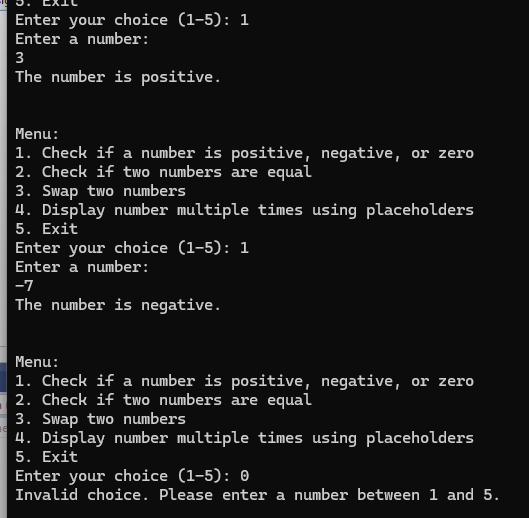 5. Exit
Enter your choice (1-5): 1
Enter a number:
3
The number is positive.
Menu:
1. Check if a number is positive, negative, or zero
2. Check if two numbers are equal
3. Swap two numbers
4. Display number multiple times using placeholders
5. Exit
Enter your choice (1-5): 1
Enter a number:
-7
The number is negative.
Menu:
1. Check if a number is positive, negative, or zero
2. Check if two numbers are equal
3. Swap two numbers
4. Display number multiple times using placeholders
5. Exit
Enter your choice (1-5): 0
Invalid choice. Please enter a number between 1 and 5.